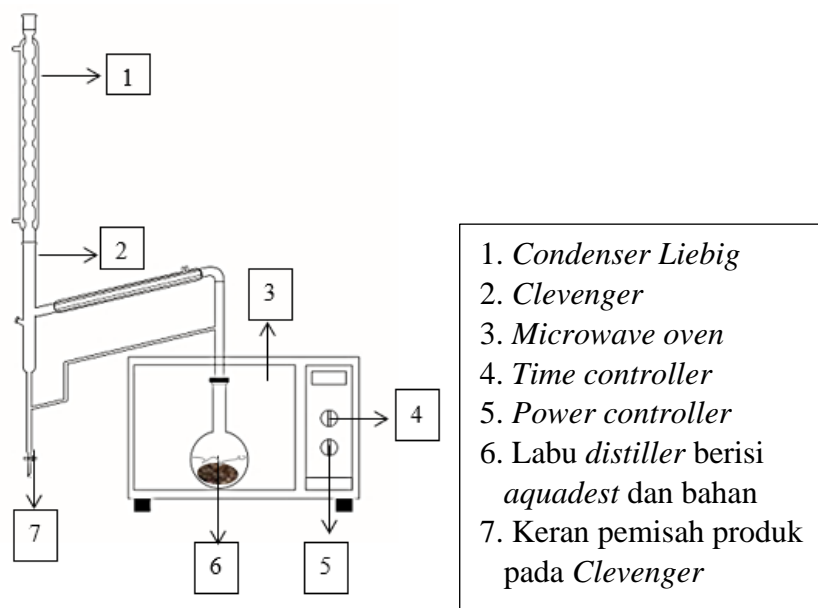 1
2
3
4
5
6
7
1. Condenser Liebig
2. Clevenger
3. Microwave oven
4. Time controller
5. Power controller
6. Labu distiller berisi
aquadest dan bahan
7. Keran pemisah produk
pada Clevenger